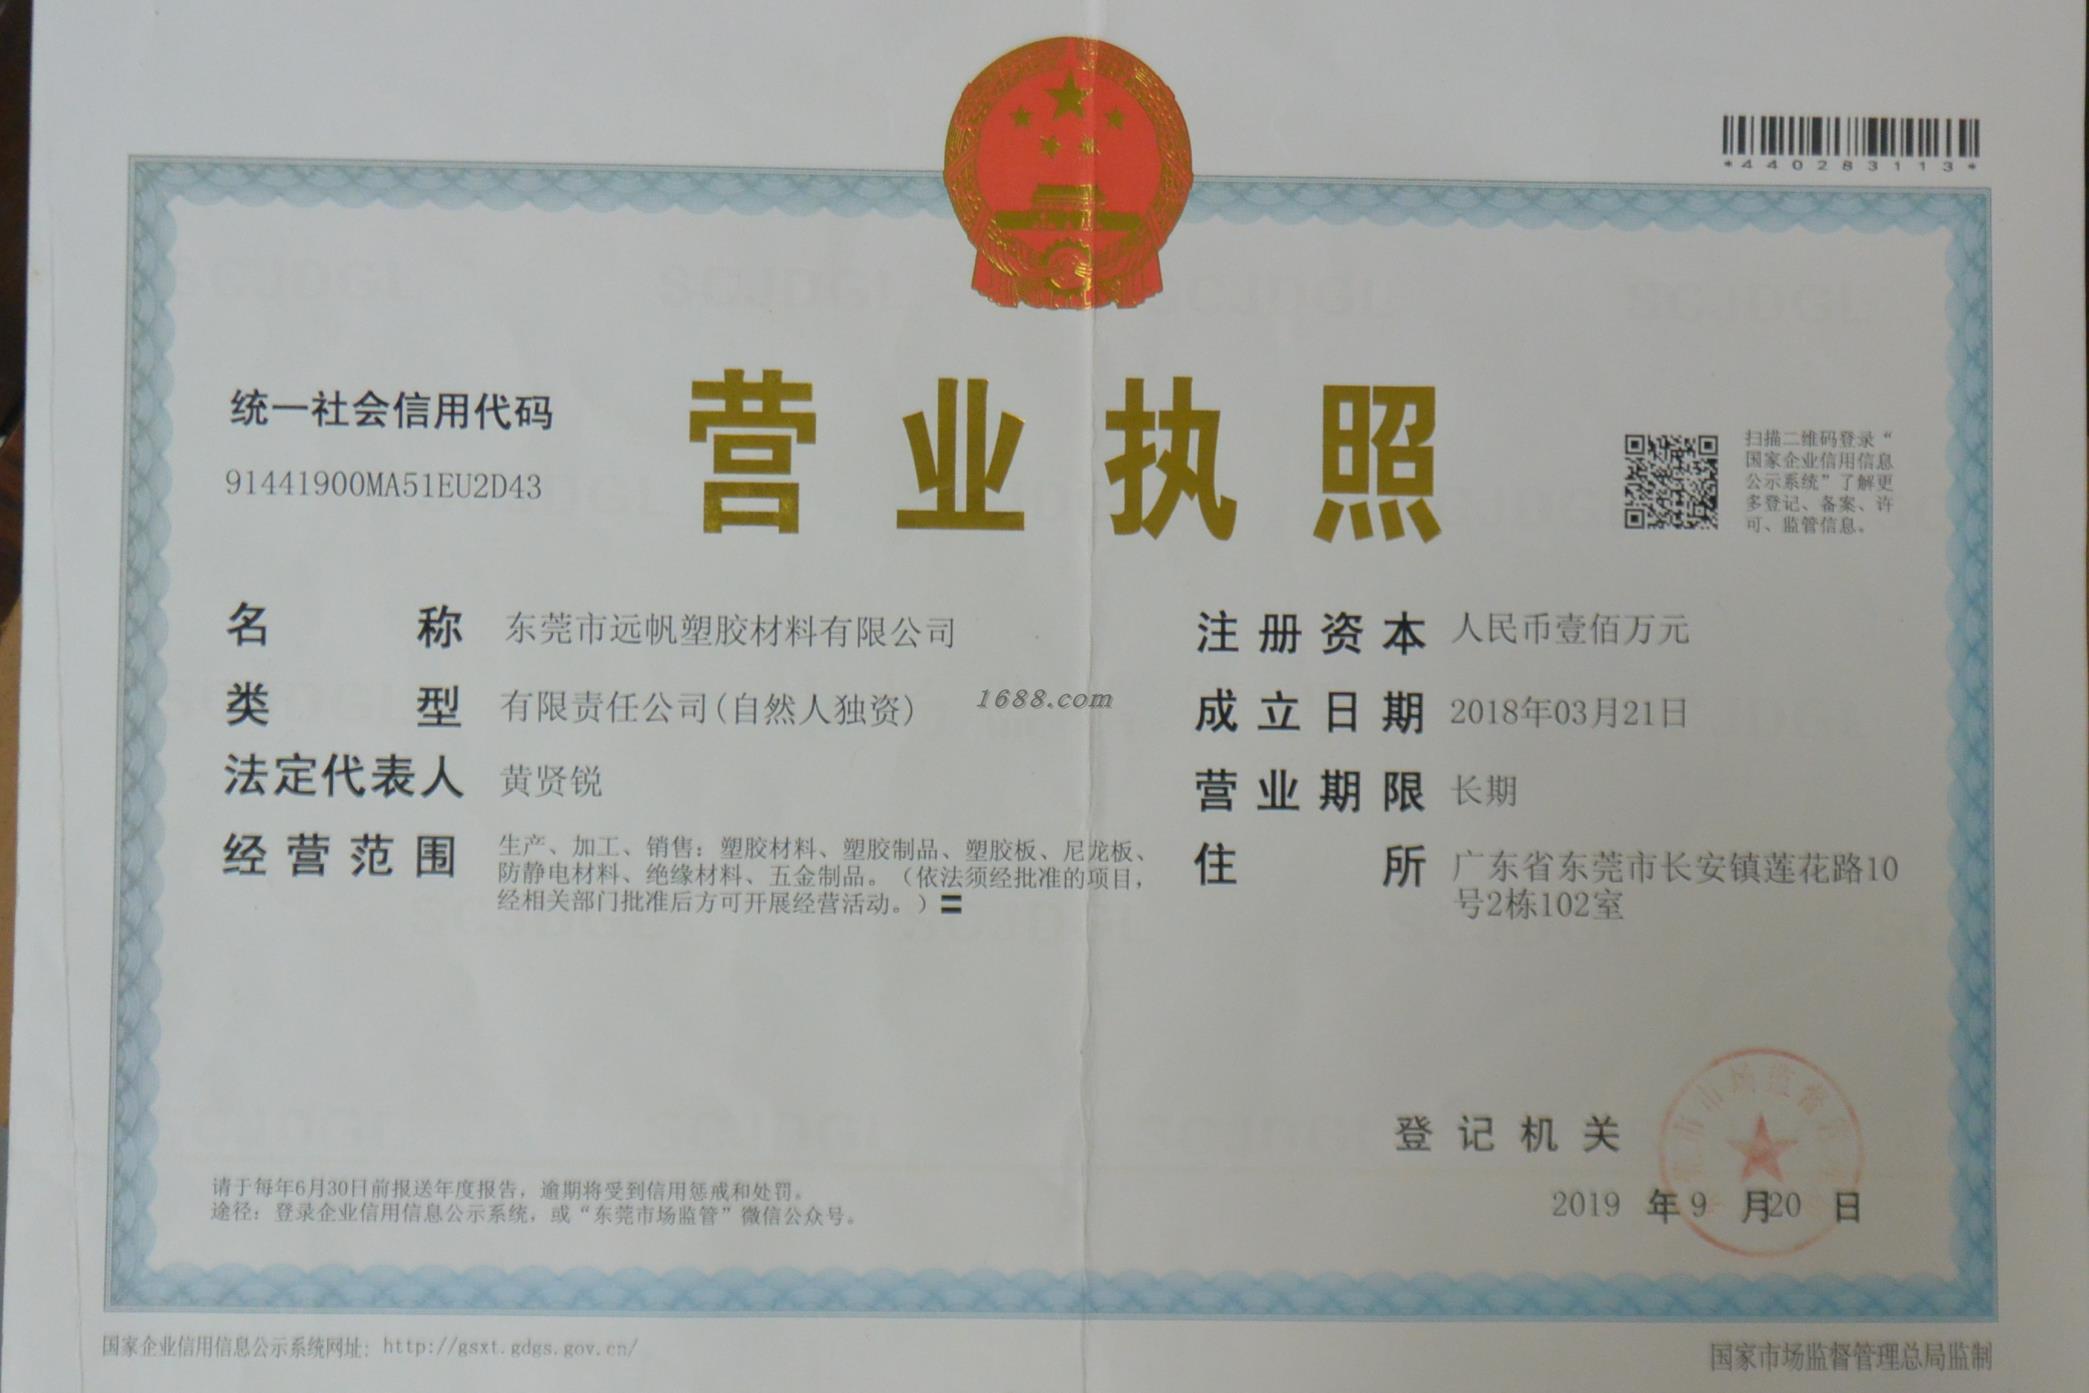 *440283113*
营业执照
统一社会信用代码
91441900MA51EU2D43
扫描二维码登录“
国家企业信用信息
公示系统”了解更
多登记、备案、许
可、监管信息。
名称 东莞市远帆塑胶材料有限公司
类型 有限责任公司(自然人独资)
法定代表人 黄贤锐
经营范围 生产、加工、销售：塑胶材料、塑胶制品、塑胶板、尼龙板、
防静电材料、绝缘材料、五金制品。（依法须经批准的项目，
经相关部门批准后方可开展经营活动。）〓
1688.com
注册资本 人民币壹佰万元
成立日期 2018年03月21日
营业期限 长期
住所 广东省东莞市长安镇莲花路10
号2栋102室
登记机关
2019 年 9 月 20 日
请于每年6月30日前报送年度报告，逾期将受到信用惩戒和处罚。
途径：登录企业信用信息公示系统，或“东莞市场监管”微信公众号。
国家企业信用信息公示系统网址：http://gsxt.gdgs.gov.cn/
国家市场监督管理总局监制